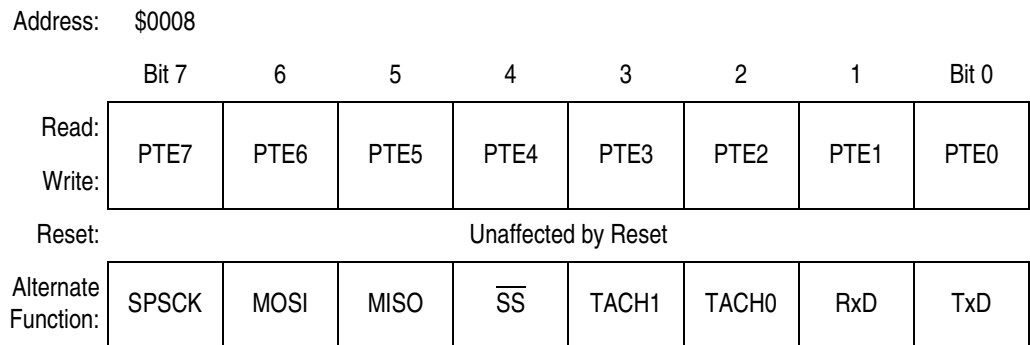 Address: $0008
Bit 7 6 5 4 3 2 1 Bit 0
Read:
PTE7 PTE6 PTE5 PTE4 PTE3 PTE2 PTE1 PTE0
Write:
Reset: Unaffected by Reset
Alternate
Function: SPSCK MOSI MISO S̅S̅ TACH1 TACH0 RxD TxD